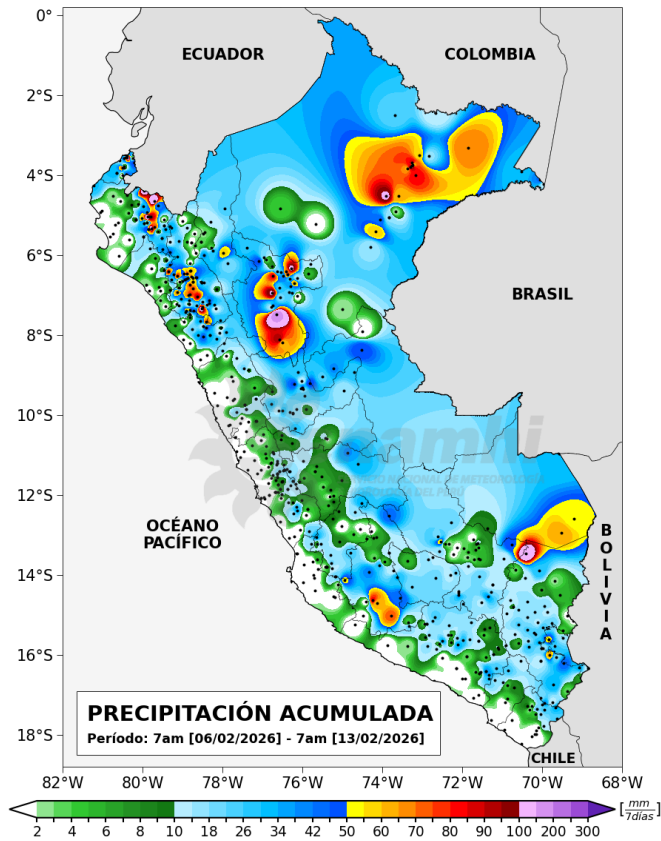 0°
ECUADOR
COLOMBIA
2°S
4°S
6°S
BRASIL
8°S
10°S
senamhi
12°S
OCÉANO
PACÍFICO
BOLIVIA
14°S
16°S
PRECIPITACIÓN ACUMULADA
Período: 7am [06/02/2026] - 7am [13/02/2026]
18°S
CHILE
82°W 80°W 78°W 76°W 74°W 72°W 70°W 68°W
2 4 6 8 10 18 26 34 42 50 60 70 80 90 100 200 300
[mm/7días]